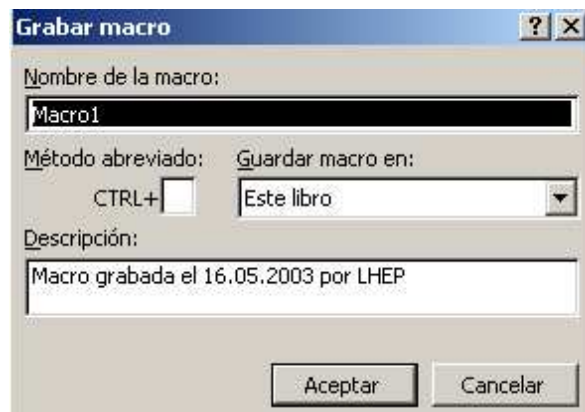 Grabar macro
Nombre de la macro:
Macro1
Método abreviado: Guardar macro en:
CTRL+ Este libro
Descripción:
Macro grabada el 16.05.2003 por LHEP
Aceptar Cancelar